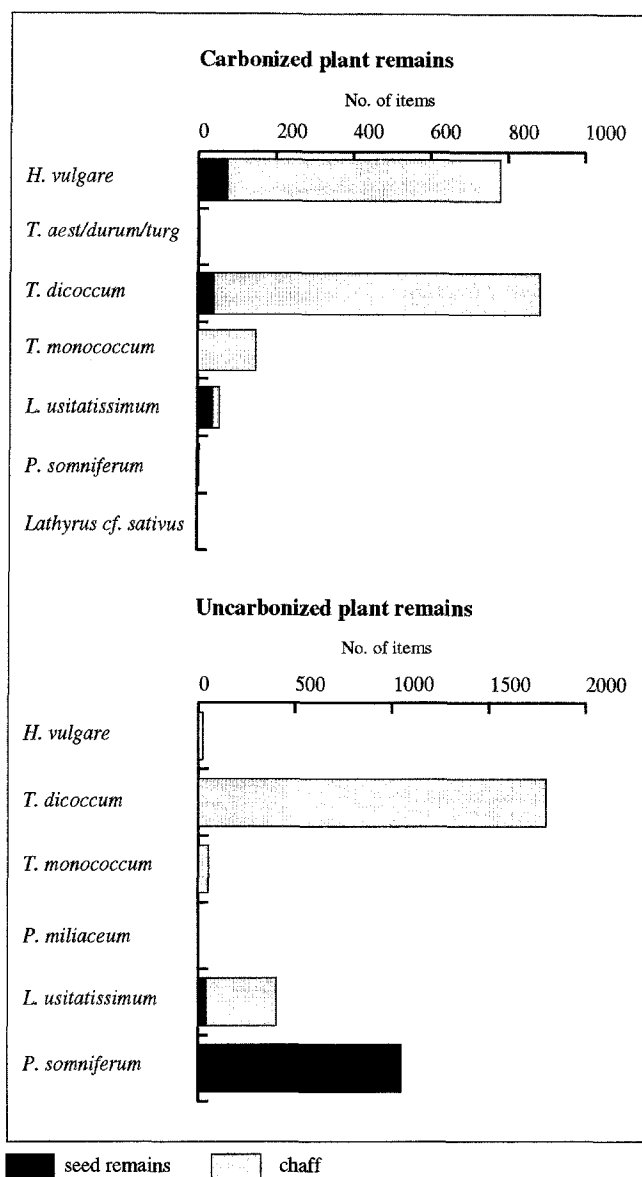 Carbonized plant remains
No. of items
0 200 400 600 800 1000
H. vulgare
T. aest/durum/turg
T. dicoccum
T. monococcum
L. usitatissimum
P. somniferum
Lathyrus cf. sativus
Uncarbonized plant remains
No. of items
0 500 1000 1500 2000
H. vulgare
T. dicoccum
T. monococcum
P. miliaceum
L. usitatissimum
P. somniferum
seed remains chaff